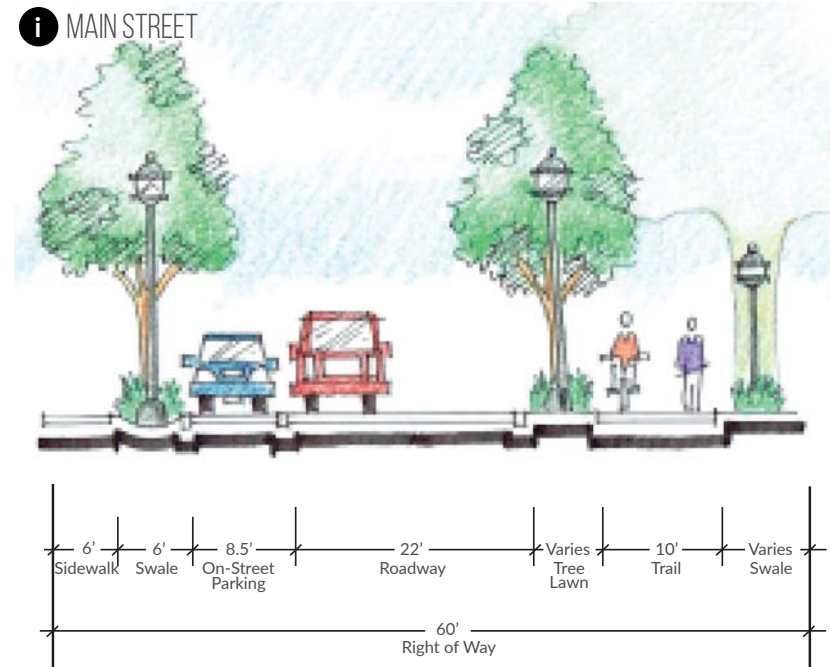 i MAIN STREET
6’ 6’ 8.5’ 22’ Varies 10’ Varies
Sidewalk Swale On-Street Parking Roadway Tree Lawn Trail Swale
60’
Right of Way